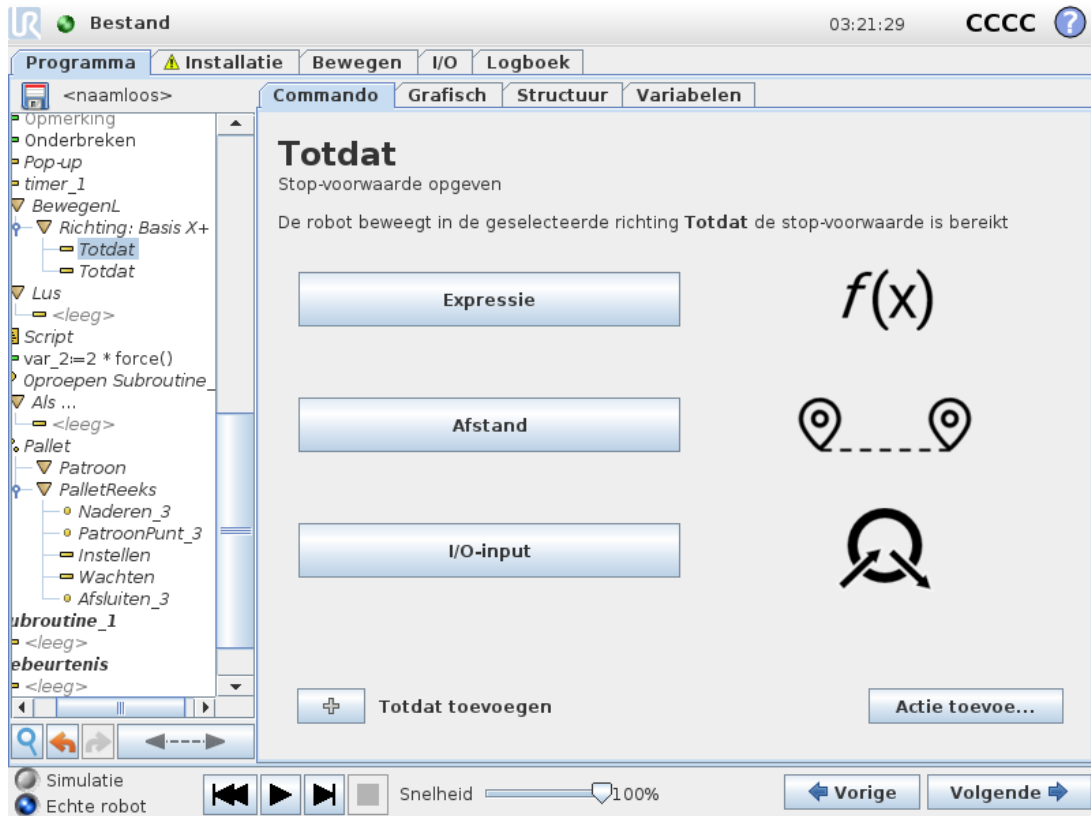 UR
Bestand
03:21:29
CCCC
?
Programma
Installatie
Bewegen
I/O
Logboek
<naamloos>
Commando
Grafisch
Structuur
Variabelen
Opmerking
Onderbreken
Pop-up
timer_1
BewegenL
Richting: Basis X+
Totdat
Totdat
Lus
<leeg>
Script
var_2:=2 * force()
Oproepen Subroutine_
Als ...
<leeg>
Pallet
Patroon
PalletReeks
Naderen_3
PatroonPunt_3
Instellen
Wachten
Afsluiten_3
ubroutine_1
<leeg>
ebeurtenis
<leeg>
Totdat
Stop-voorwaarde opgeven
De robot beweegt in de geselecteerde richting Totdat de stop-voorwaarde is bereikt
Expressie
f(x)
Afstand
I/O-input
Totdat toevoegen
Actie toevoe...
Simulatie
Echte robot
Snelheid
100%
Vorige
Volgende